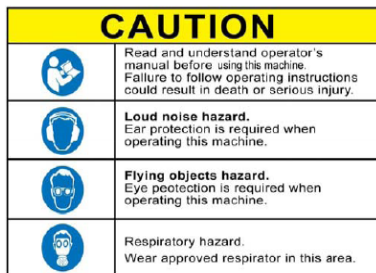 CAUTION
Read and understand operator's
manual before using this machine.
Failure to follow operating instructions
could result in death or serious injury.
Loud noise hazard.
Ear protection is required when
operating this machine.
Flying objects hazard.
Eye peotection is required when
operating this machine.
Respiratory hazard.
Wear approved respirator in this area.